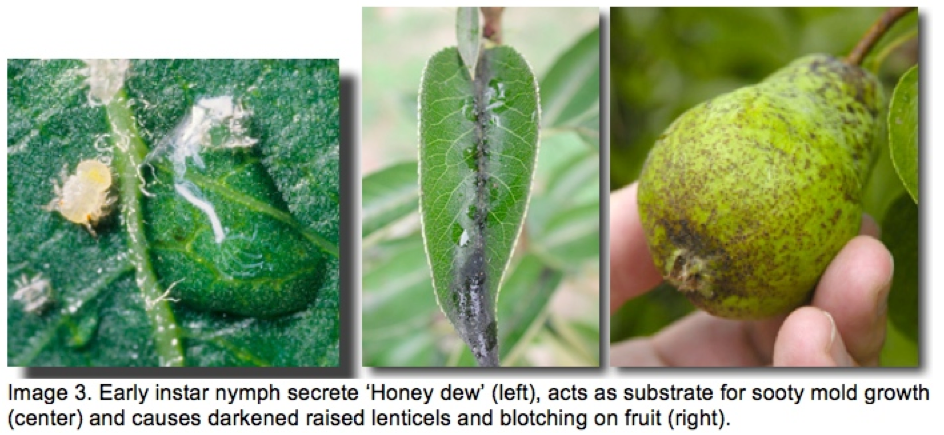 Image 3. Early instar nymph secrete ‘Honey dew’ (left), acts as substrate for sooty mold growth
(center) and causes darkened raised lenticels and blotching on fruit (right).